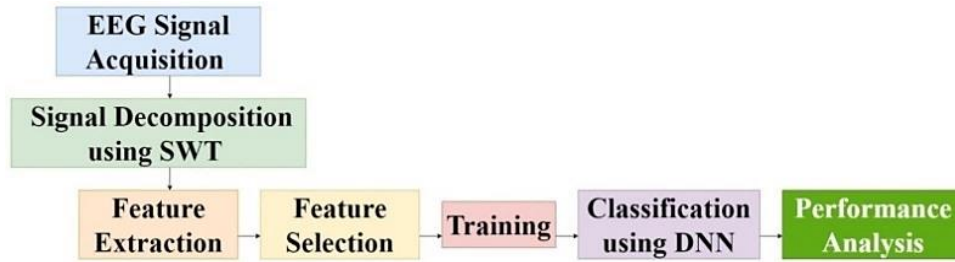 EEG Signal
Acquisition
Signal Decomposition
using SWT
Feature
Extraction
Feature
Selection
Training
Classification
using DNN
Performance
Analysis